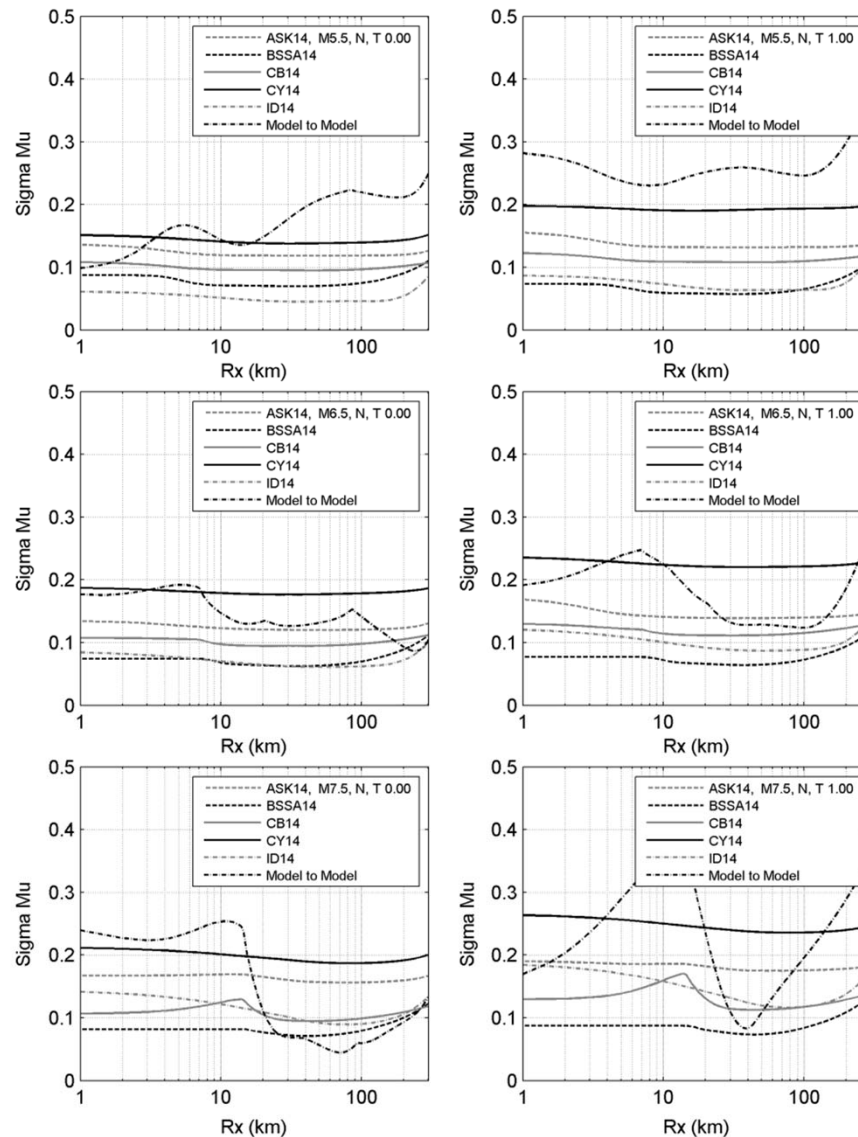 0.5
0.4
0.3
0.2
0.1
0
Sigma Mu
ASK14, M5.5, N, T 0.00
BSSA14
CB14
CY14
ID14
Model to Model
1
10
100
Rx (km)
0.5
0.4
0.3
0.2
0.1
0
Sigma Mu
ASK14, M5.5, N, T 1.00
BSSA14
CB14
CY14
ID14
Model to Model
1
10
100
Rx (km)
0.5
0.4
0.3
0.2
0.1
0
Sigma Mu
ASK14, M6.5, N, T 0.00
BSSA14
CB14
CY14
ID14
Model to Model
1
10
100
Rx (km)
0.5
0.4
0.3
0.2
0.1
0
Sigma Mu
ASK14, M6.5, N, T 1.00
BSSA14
CB14
CY14
ID14
Model to Model
1
10
100
Rx (km)
0.5
0.4
0.3
0.2
0.1
0
Sigma Mu
ASK14, M7.5, N, T 0.00
BSSA14
CB14
CY14
ID14
Model to Model
1
10
100
Rx (km)
0.5
0.4
0.3
0.2
0.1
0
Sigma Mu
ASK14, M7.5, N, T 1.00
BSSA14
CB14
CY14
ID14
Model to Model
1
10
100
Rx (km)